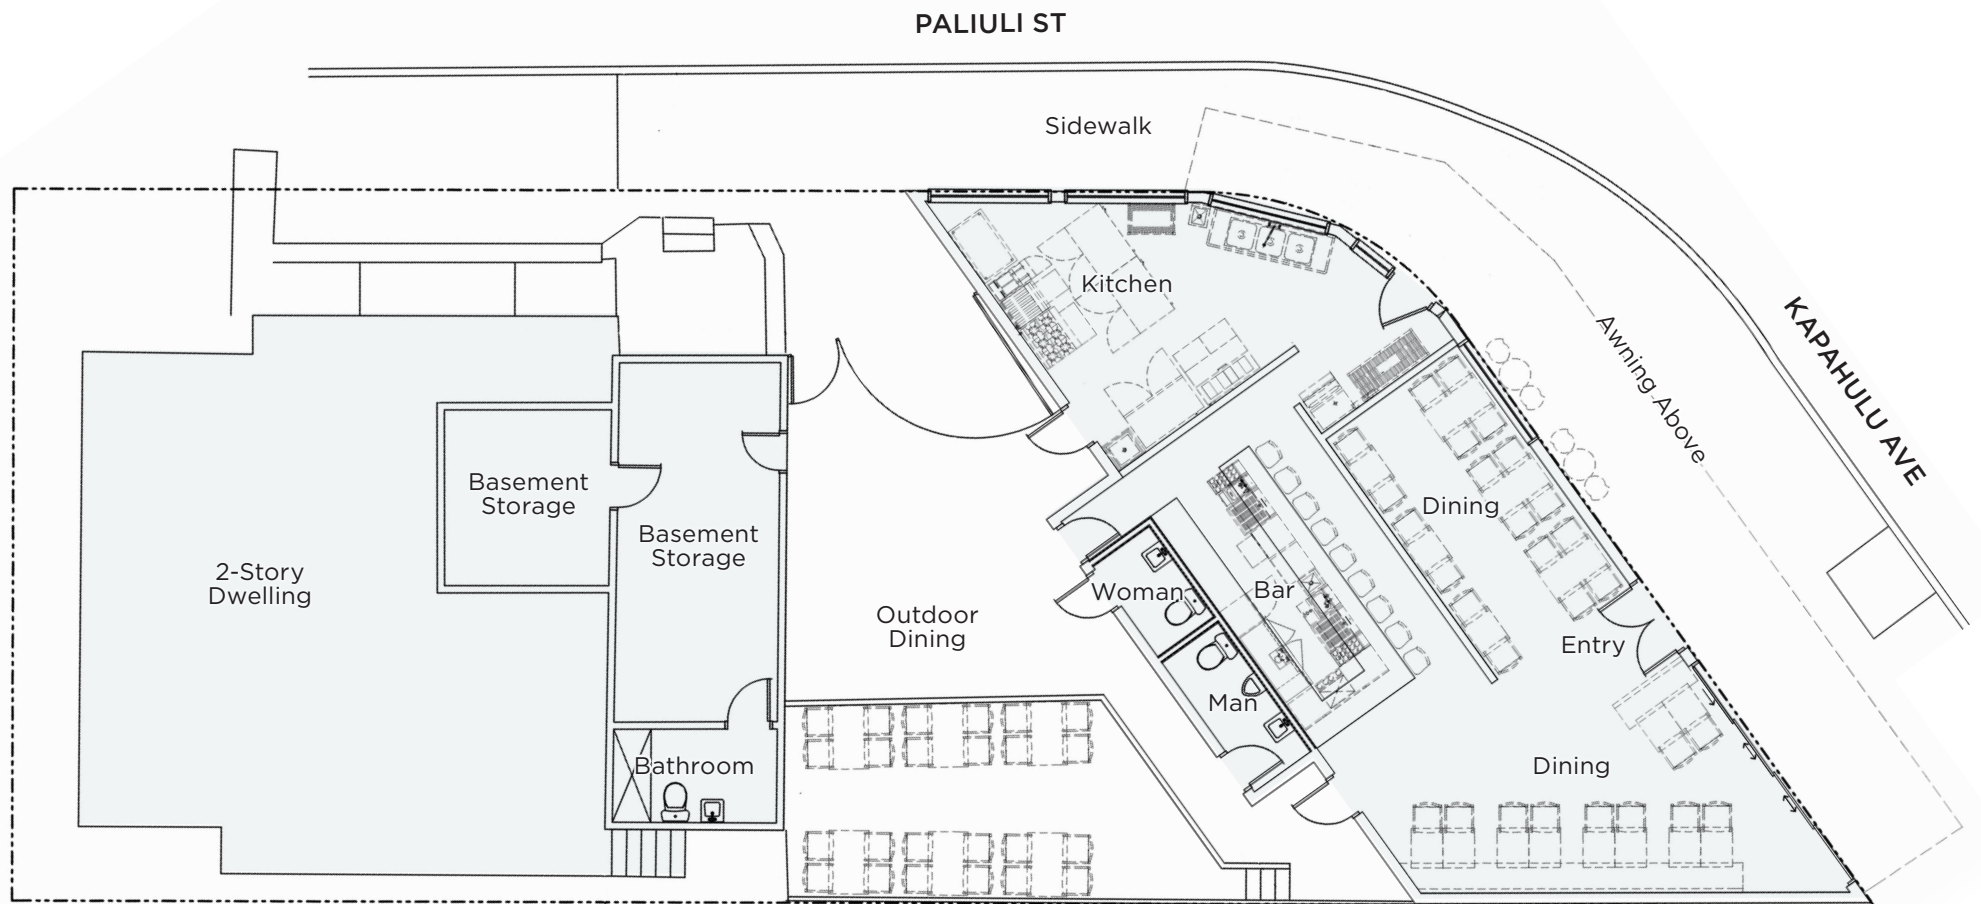 PALIULI ST
Sidewalk
Kitchen
KAPAHULU AVE
Awning Above
Basement
Storage
Dining
Basement
Storage
2-Story
Dwelling
Woman
Bar
Outdoor
Dining
Entry
Man
Bathroom
Dining